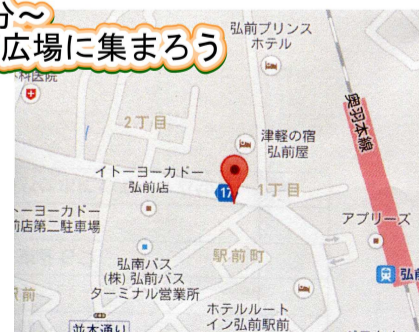 分～
広場に集まろう
弘前プリンス
ホテル
科医院
奥羽本線
2丁目
津軽の宿
弘前屋
イトーヨーカドー
弘前店
17
1丁目
トーヨーカドー
前店第二駐車場
アプリーズ
駅前町
弘南バス
(株) 弘前バス
ターミナル営業所
弘前
駅前
ホテルルート
イン弘前駅前
並木通り